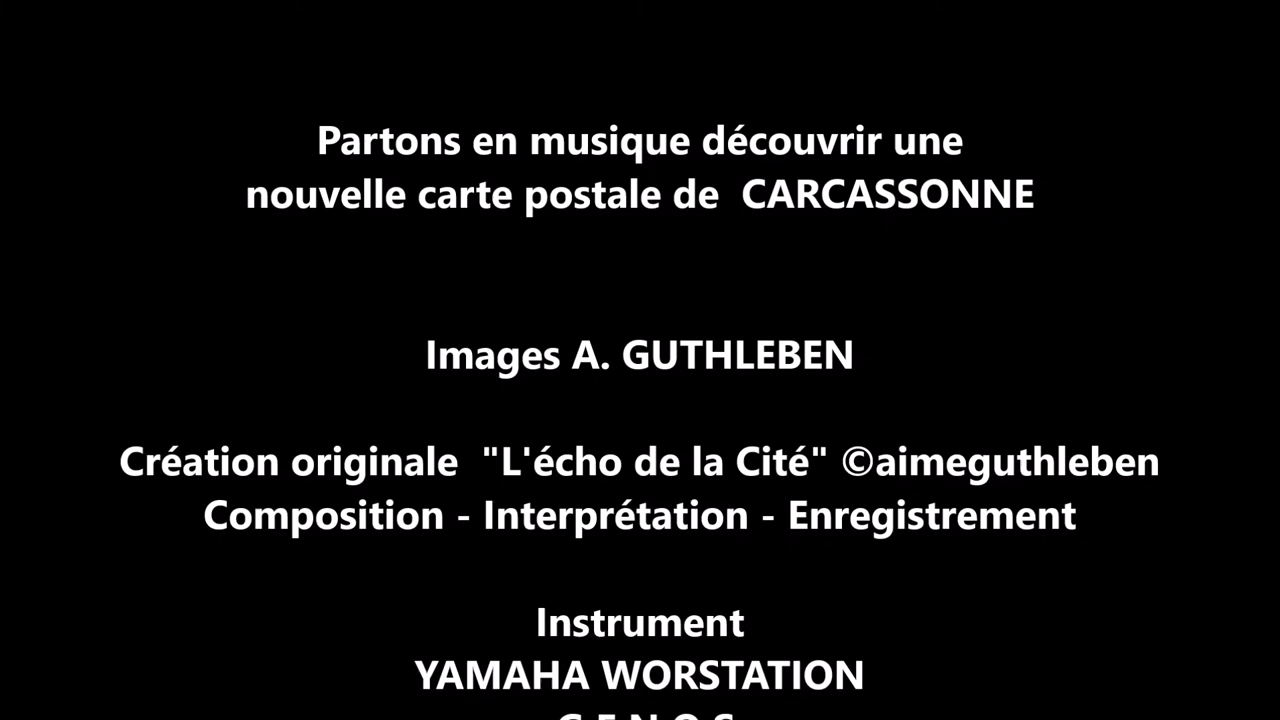 Partons en musique découvrir une
nouvelle carte postale de  CARCASSONNE
Images A. GUTHLEBEN
Création originale  "L'écho de la Cité" ©aimeguthleben
Composition - Interprétation - Enregistrement
Instrument
YAMAHA WORSTATION
G E N O S